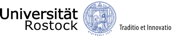 Universität
Rostock
Traditio et Innovatio